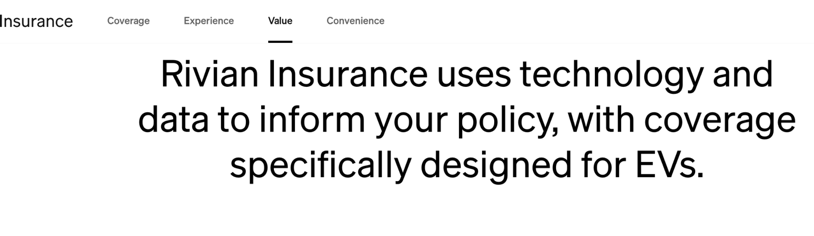 Insurance Coverage Experience Value Convenience
Rivian Insurance uses technology and
data to inform your policy, with coverage
specifically designed for EVs.